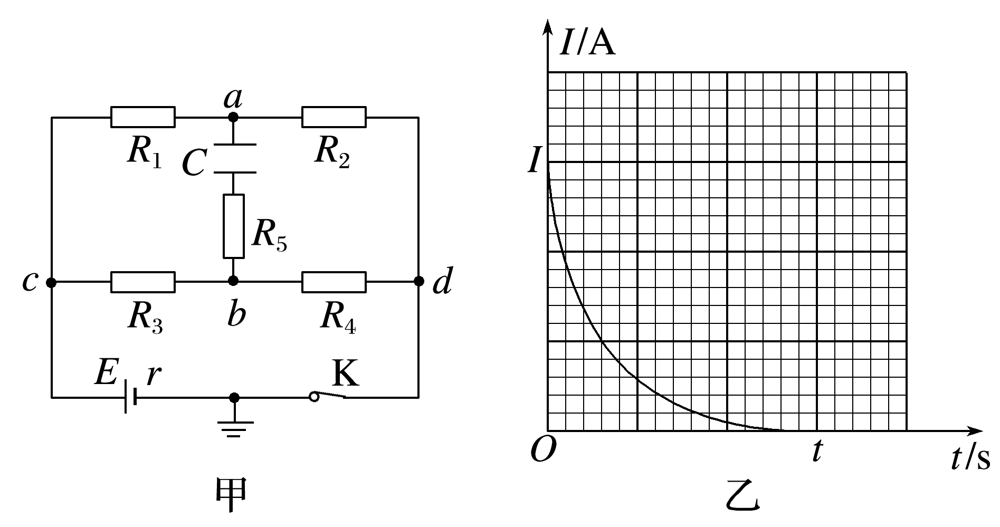 a
R₁
C
R₂
R₅
c
d
R₃
b
R₄
E
r
K
甲
I/A
I
O
t
t/s
乙